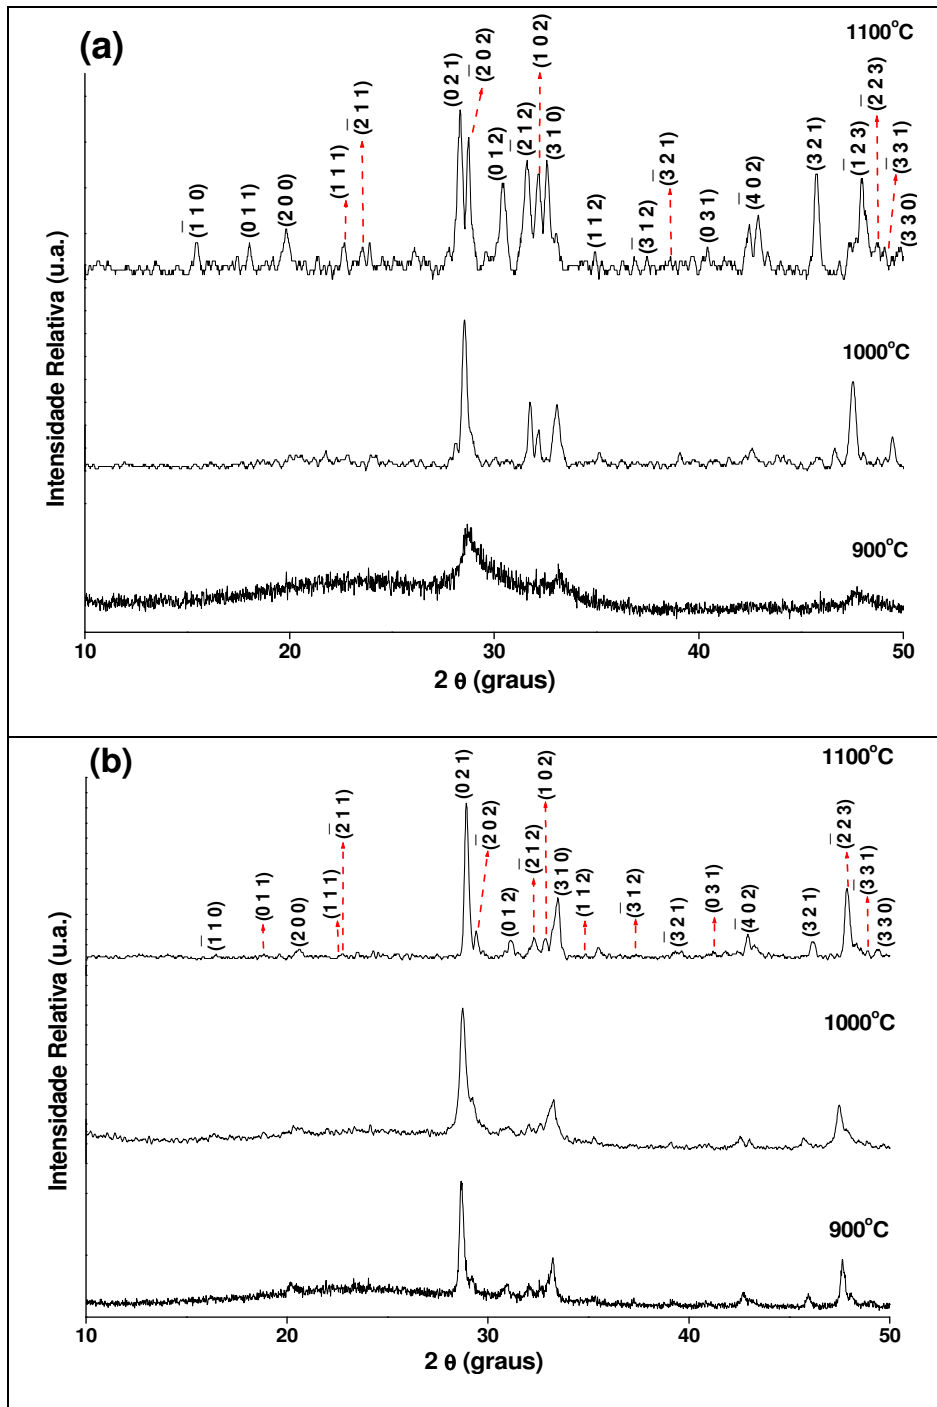 (a)
1100°C
(1̅ 1 0)
(0 1 1)
(2 0 0)
(1 1 1)
(2̅ 1 1)
(0 2 1)
(2̅ 0 2)
(0 1 2)
(2̅ 1 2)
(1 0 2)
(3 1 0)
(1 1 2)
(3̅ 1 2)
(3̅ 2 1)
(0 3 1)
(4̅ 0 2)
(3 2 1)
(1̅ 2 3)
(2̅ 2 3)
(3̅ 3 1)
(3 3 0)
1000°C
900°C
Intensidade Relativa (u.a.)
10 20 30 40 50
2 θ (graus)
(b)
1100°C
(1̅ 1 0)
(0 1 1)
(2 0 0)
(1 1 1)
(2̅ 1 1)
(0 2 1)
(2̅ 0 2)
(0 1 2)
(2̅ 1 2)
(1 0 2)
(3 1 0)
(1 1 2)
(3̅ 1 2)
(3̅ 2 1)
(0 3 1)
(4̅ 0 2)
(3 2 1)
(2̅ 2 3)
(3̅ 3 1)
(3 3 0)
1000°C
900°C
Intensidade Relativa (u.a.)
10 20 30 40 50
2 θ (graus)